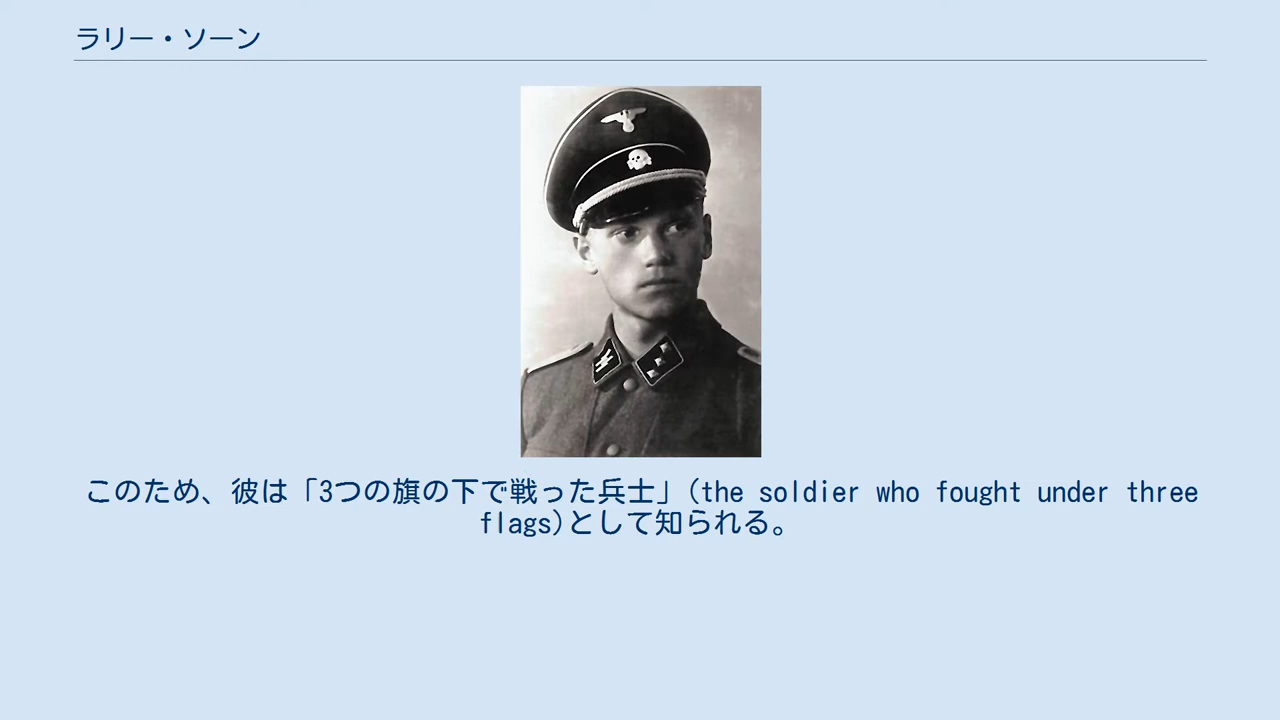 ラリー・ソーン
このため、彼は「3つの旗の下で戦った兵士」(the soldier who fought under three
flags)として知られる。